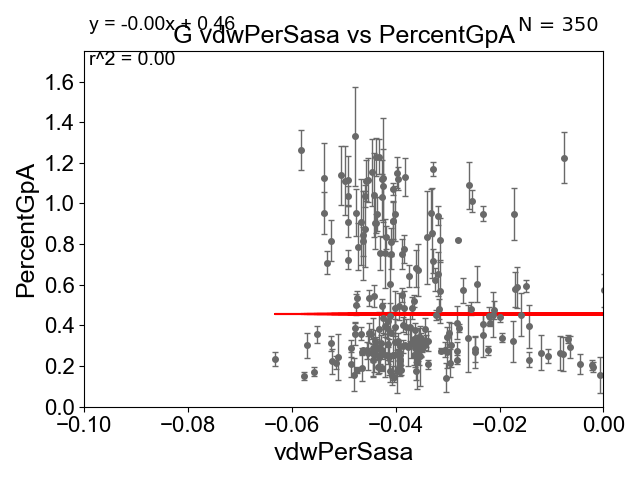 y = -0.00x + 0.46
N = 350
G vdwPerSasa vs PercentGpA
r^2 = 0.00
PercentGpA
1.6
1.4
1.2
1.0
0.8
0.6
0.4
0.2
0.0
−0.10 −0.08 −0.06 −0.04 −0.02 0.00
vdwPerSasa